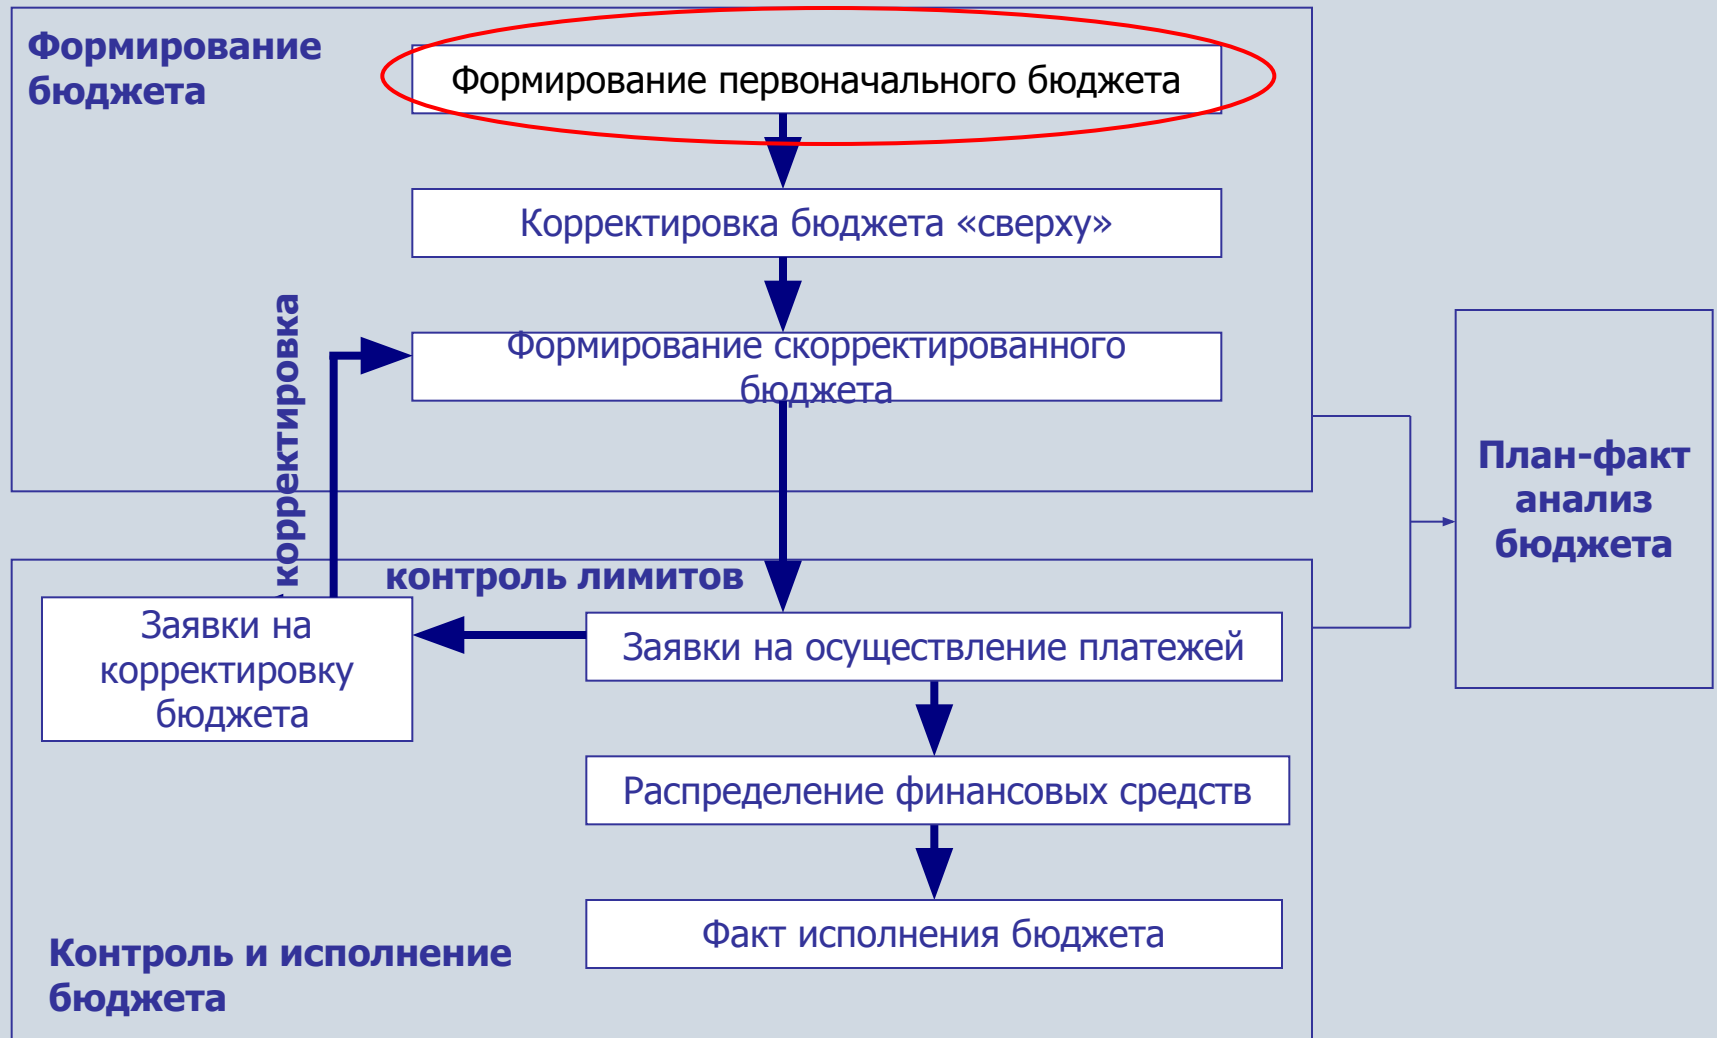 Формирование
бюджета
Формирование первоначального бюджета
Корректировка бюджета «сверху»
Формирование скорректированного
бюджета
корректировка
План-факт
анализ
бюджета
контроль лимитов
Заявки на
корректировку
бюджета
Заявки на осуществление платежей
Распределение финансовых средств
Факт исполнения бюджета
Контроль и исполнение
бюджета